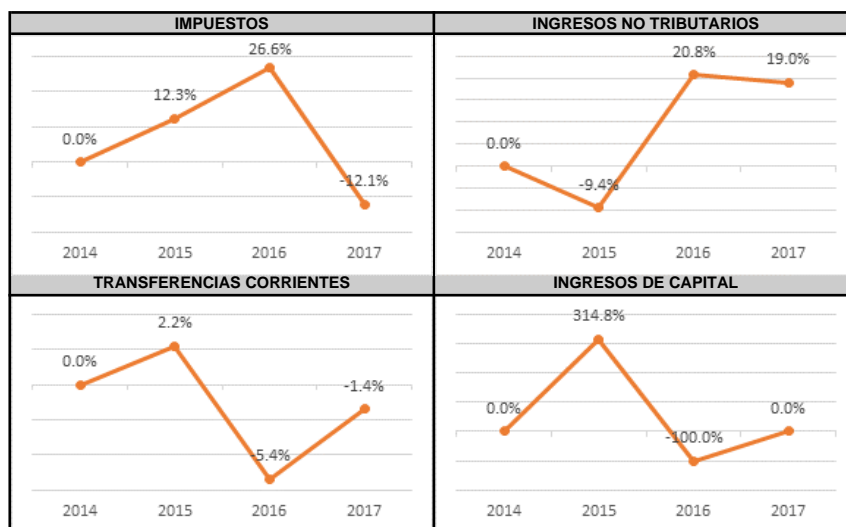 IMPUESTOS
26.6%
12.3%
0.0%
-12.1%
2014 2015 2016 2017
INGRESOS NO TRIBUTARIOS
20.8%
19.0%
0.0%
-9.4%
2014 2015 2016 2017
TRANSFERENCIAS CORRIENTES
2.2%
0.0%
-1.4%
-5.4%
2014 2015 2016 2017
INGRESOS DE CAPITAL
314.8%
0.0%
0.0%
-100.0%
2014 2015 2016 2017